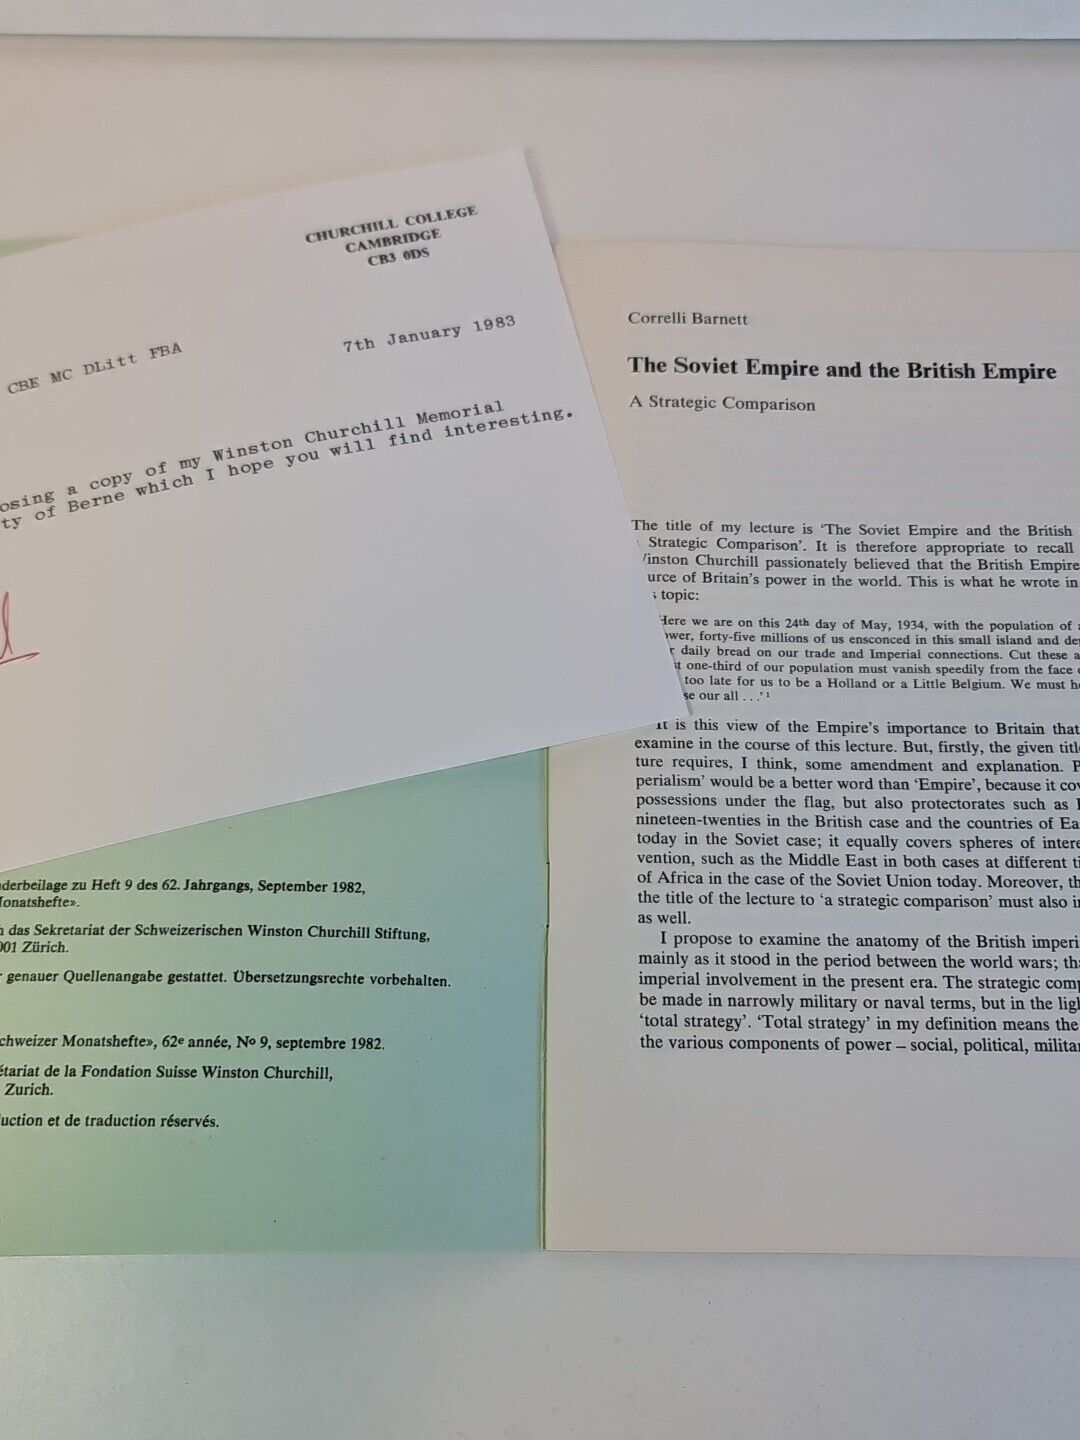 CHURCHILL COLLEGE
CAMBRIDGE
CB3 0DS
CBE MC DLitt FBA
7th January 1983
osing a copy of my Winston Churchill Memorial
ty of Berne which I hope you will find interesting.
derbeilage zu Heft 9 des 62. Jahrgangs, September 1982,
onatshefte».
das Sekretariat der Schweizerischen Winston Churchill Stiftung,
001 Zürich.
genauer Quellenangabe gestattet. Übersetzungsrechte vorbehalten.
chweizer Monatshefte», 62e année, No 9, septembre 1982.
étariat de la Fondation Suisse Winston Churchill,
Zurich.
uction et de traduction réservés.
Correlli Barnett
The Soviet Empire and the British Empire
A Strategic Comparison
The title of my lecture is ‘The Soviet Empire and the British
Strategic Comparison’. It is therefore appropriate to recall
inston Churchill passionately believed that the British Empire
urce of Britain’s power in the world. This is what he wrote in
s topic:
Here we are on this 24th day of May, 1934, with the population of
ower, forty-five millions of us ensconced in this small island and de
r daily bread on our trade and Imperial connections. Cut these a
t one-third of our population must vanish speedily from the face
too late for us to be a Holland or a Little Belgium. We must h
se our all . . .’ 1
It is this view of the Empire’s importance to Britain that
examine in the course of this lecture. But, firstly, the given titl
ture requires, I think, some amendment and explanation. P
perialism’ would be a better word than ‘Empire’, because it cov
possessions under the flag, but also protectorates such as
nineteen-twenties in the British case and the countries of Ea
today in the Soviet case; it equally covers spheres of intere
vention, such as the Middle East in both cases at different ti
of Africa in the case of the Soviet Union today. Moreover, th
the title of the lecture to ‘a strategic comparison’ must also i
as well.
I propose to examine the anatomy of the British imperi
mainly as it stood in the period between the world wars; tha
imperial involvement in the present era. The strategic comp
be made in narrowly military or naval terms, but in the ligh
‘total strategy’. ‘Total strategy’ in my definition means the
the various components of power – social, political, milita